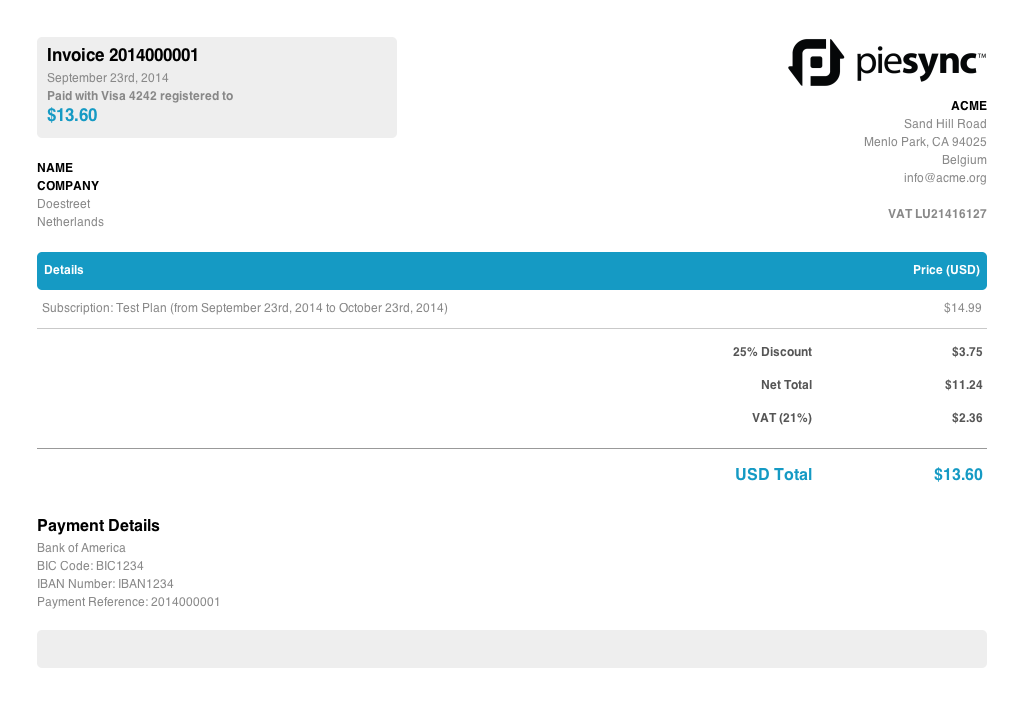 Invoice 2014000001
September 23rd, 2014
Paid with Visa 4242 registered to
$13.60
piesync™
ACME
Sand Hill Road
Menlo Park, CA 94025
Belgium
info@acme.org
VAT LU21416127
NAME
COMPANY
Doestreet
Netherlands
Details Price (USD)
Subscription: Test Plan (from September 23rd, 2014 to October 23rd, 2014) $14.99
25% Discount $3.75
Net Total $11.24
VAT (21%) $2.36
USD Total $13.60
Payment Details
Bank of America
BIC Code: BIC1234
IBAN Number: IBAN1234
Payment Reference: 2014000001